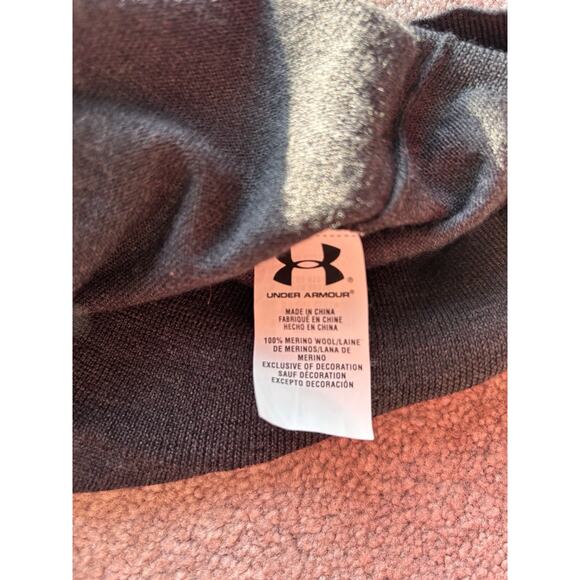 UNDER ARMOUR®
MADE IN CHINA
FABRIQUÉ EN CHINE
HECHO EN CHINA
100% MERINO WOOL/LAINE
DE MERINOS/LANA DE
MERINO
EXCLUSIVE OF DECORATION
SAUF DÉCORATION
EXCEPTO DECORACIÓN